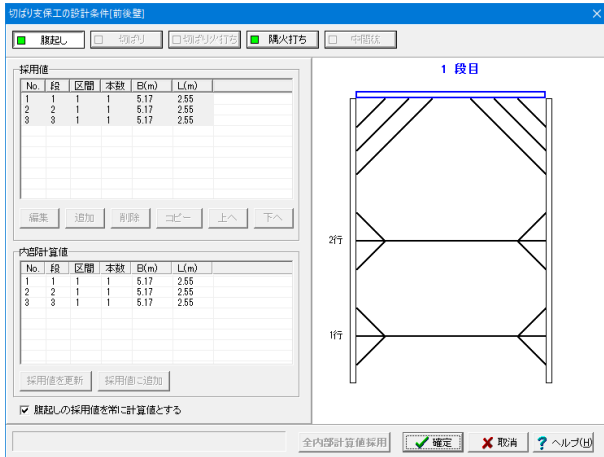 切ばり支保工の設計条件[前後壁]
腹起し 切ばり 切ばり火打ち 隅火打ち 中間杭
採用値
No. 段 区間 本数 B(m) L(m)
1 1 1 1 5.17 2.55
2 2 1 1 5.17 2.55
3 3 1 1 5.17 2.55
編集 追加 削除 コピー 上へ 下へ
内部計算値
No. 段 区間 本数 B(m) L(m)
1 1 1 1 5.17 2.55
2 2 1 1 5.17 2.55
3 3 1 1 5.17 2.55
採用値を更新 採用値に追加
腹起しの採用値を常に計算値とする
1 段目
2行
1行
全内部計算値採用 確定 取消 ヘルプ(H)